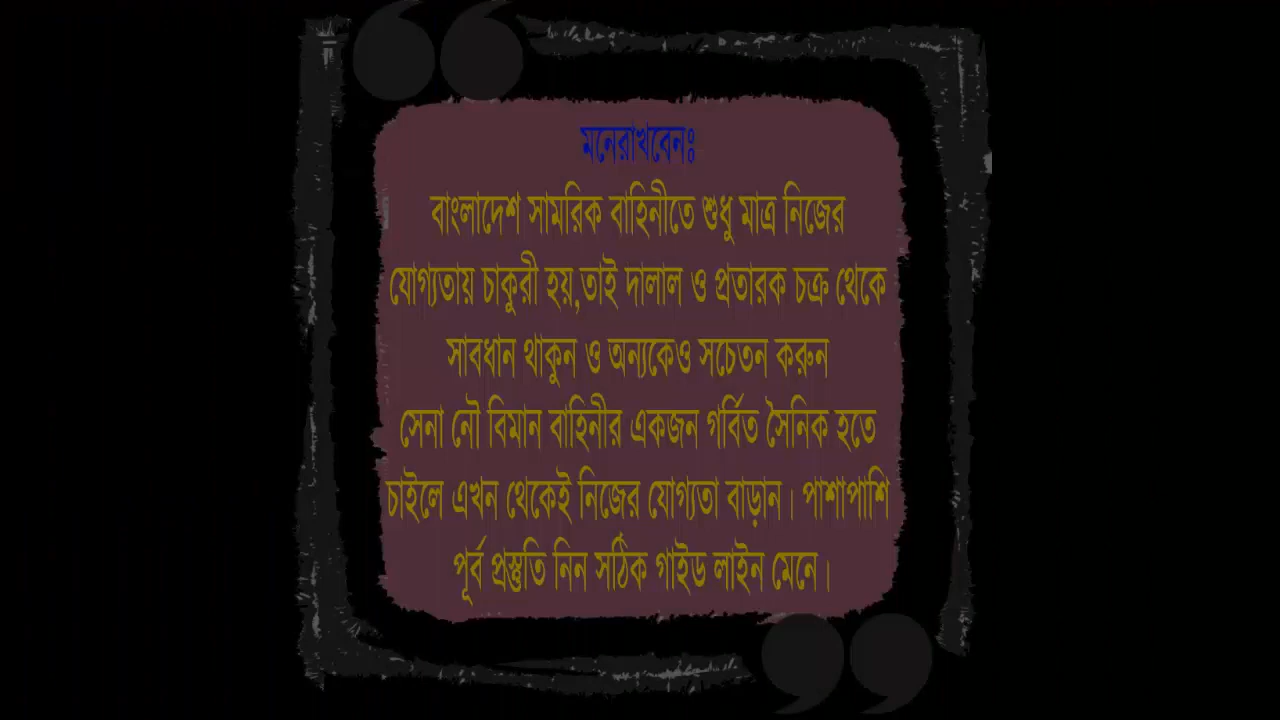 মনেরাখবেনঃ
বাংলাদেশ সামরিক বাহিনীতে শুধু মাত্র নিজের
যোগ্যতায় চাকুরী হয়,তাই দালাল ও প্রতারক চক্র থেকে
সাবধান থাকুন ও অন্যকেও সচেতন করুন
সেনা নৌ বিমান বাহিনীর একজন গর্বিত সৈনিক হতে
চাইলে এখন থেকেই নিজের যোগ্যতা বাড়ান। পাশাপাশি
পূর্ব প্রস্তুতি নিন সঠিক গাইড লাইন মেনে।